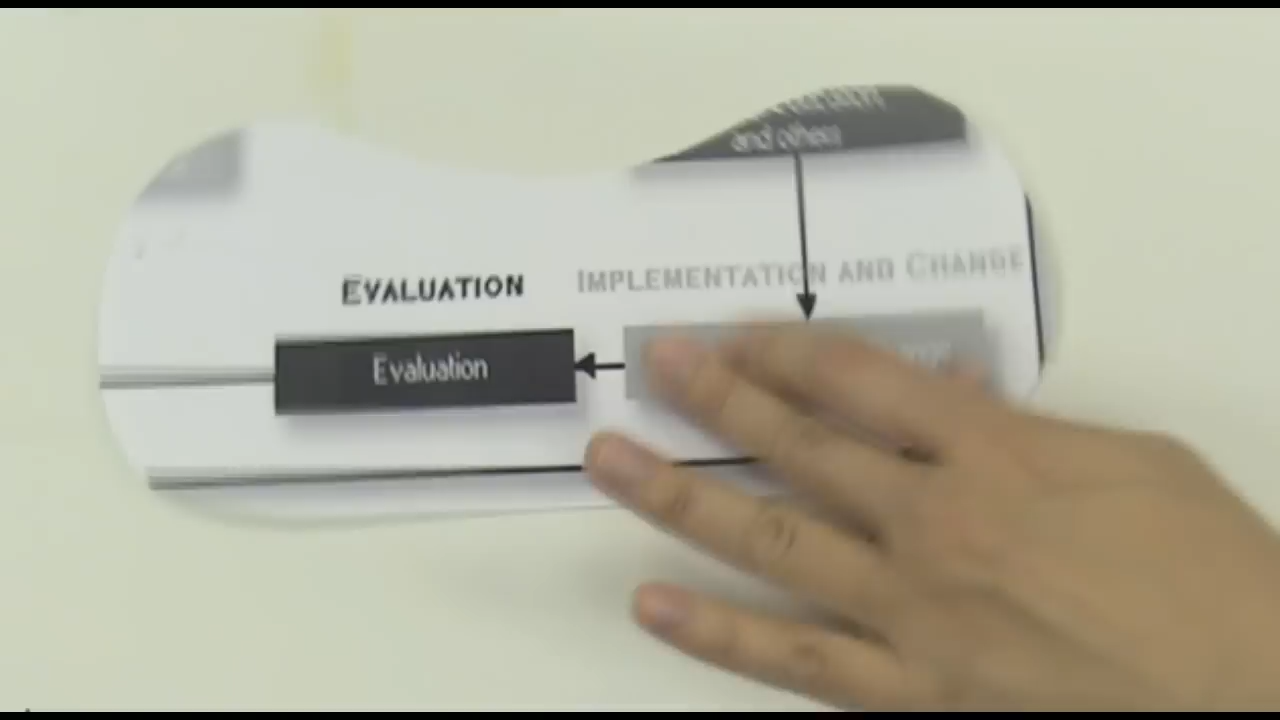 and others
EVALUATION
IMPLEMENTATION AND CHANGE
Evaluation